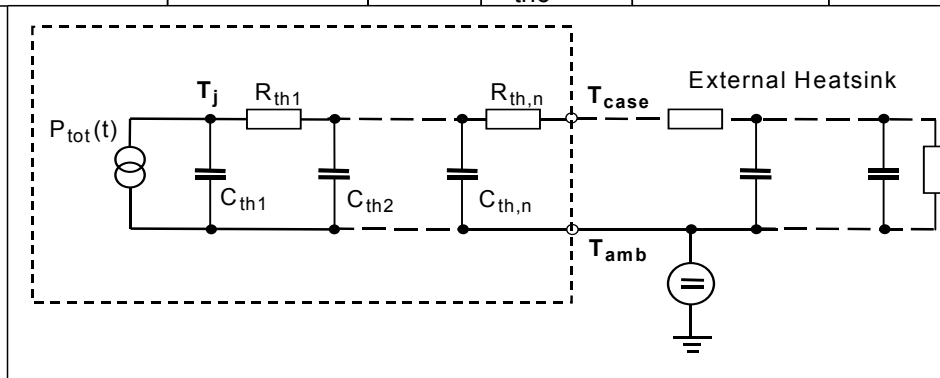 External Heatsink
T_j
R_th1
R_th,n
T_case
P_tot(t)
C_th1
C_th2
C_th,n
T_amb